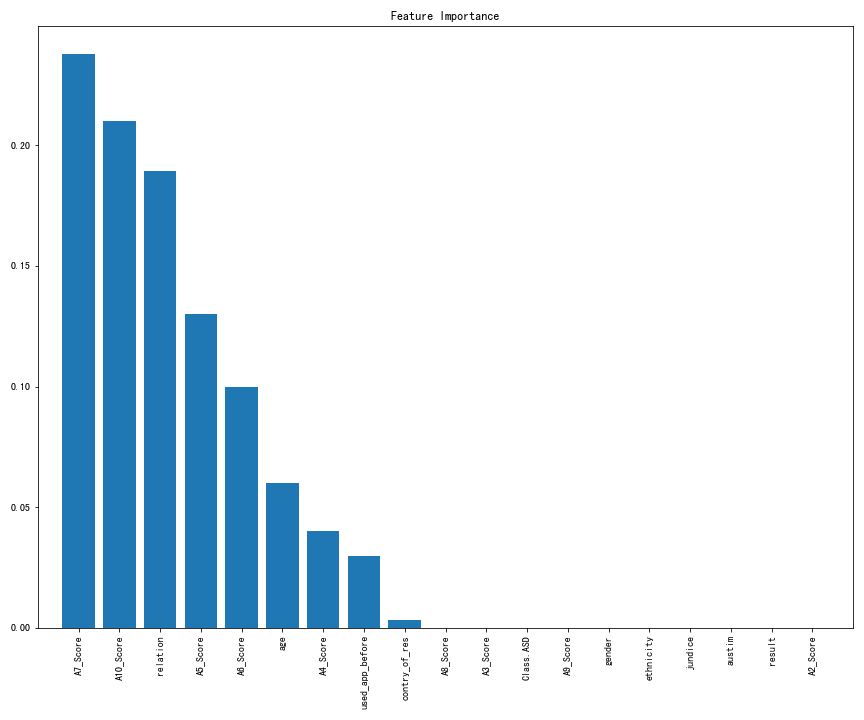 Feature Importance
0.20
0.15
0.10
0.05
0.00
A7_Score
A10_Score
relation
A5_Score
A6_Score
age
A4_Score
used_app_before
contry_of_res
A8_Score
A3_Score
Class.ASD
A9_Score
gender
ethnicity
jundice
austim
result
A2_Score